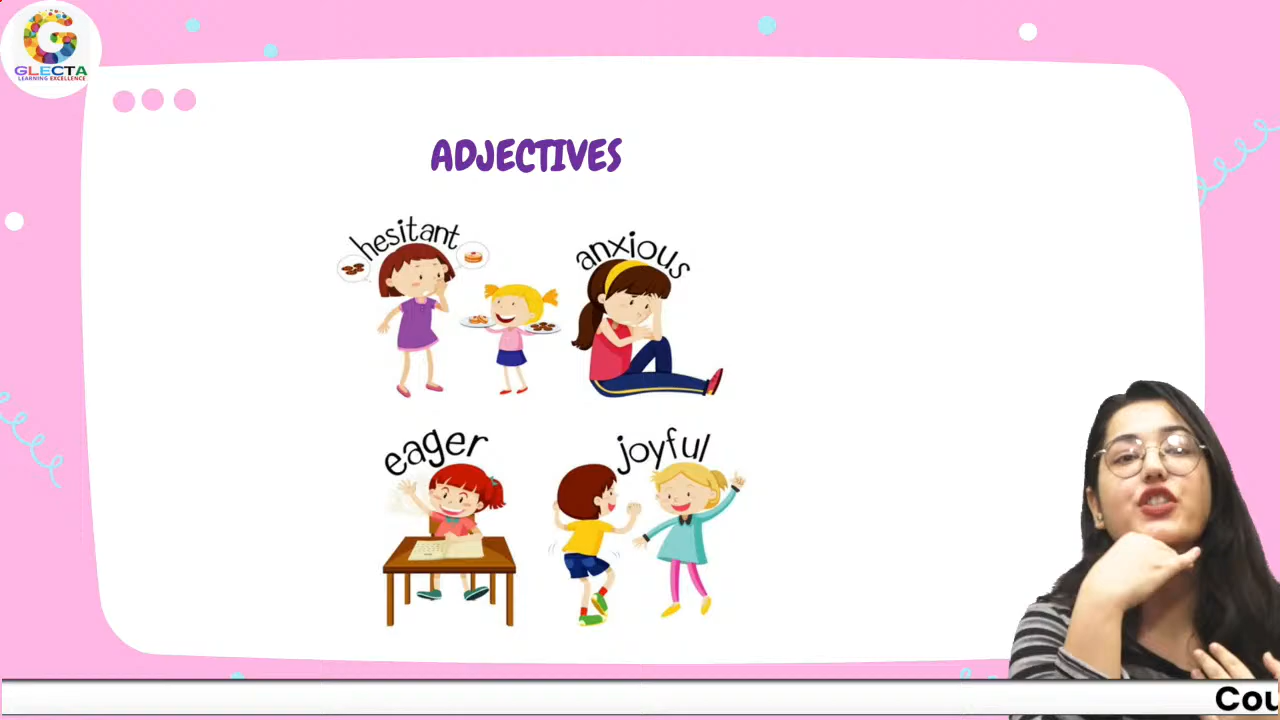 GLECTA
LEARNING EXCELLENCE
ADJECTIVES
hesitant
anxious
eager
joyful
Cou